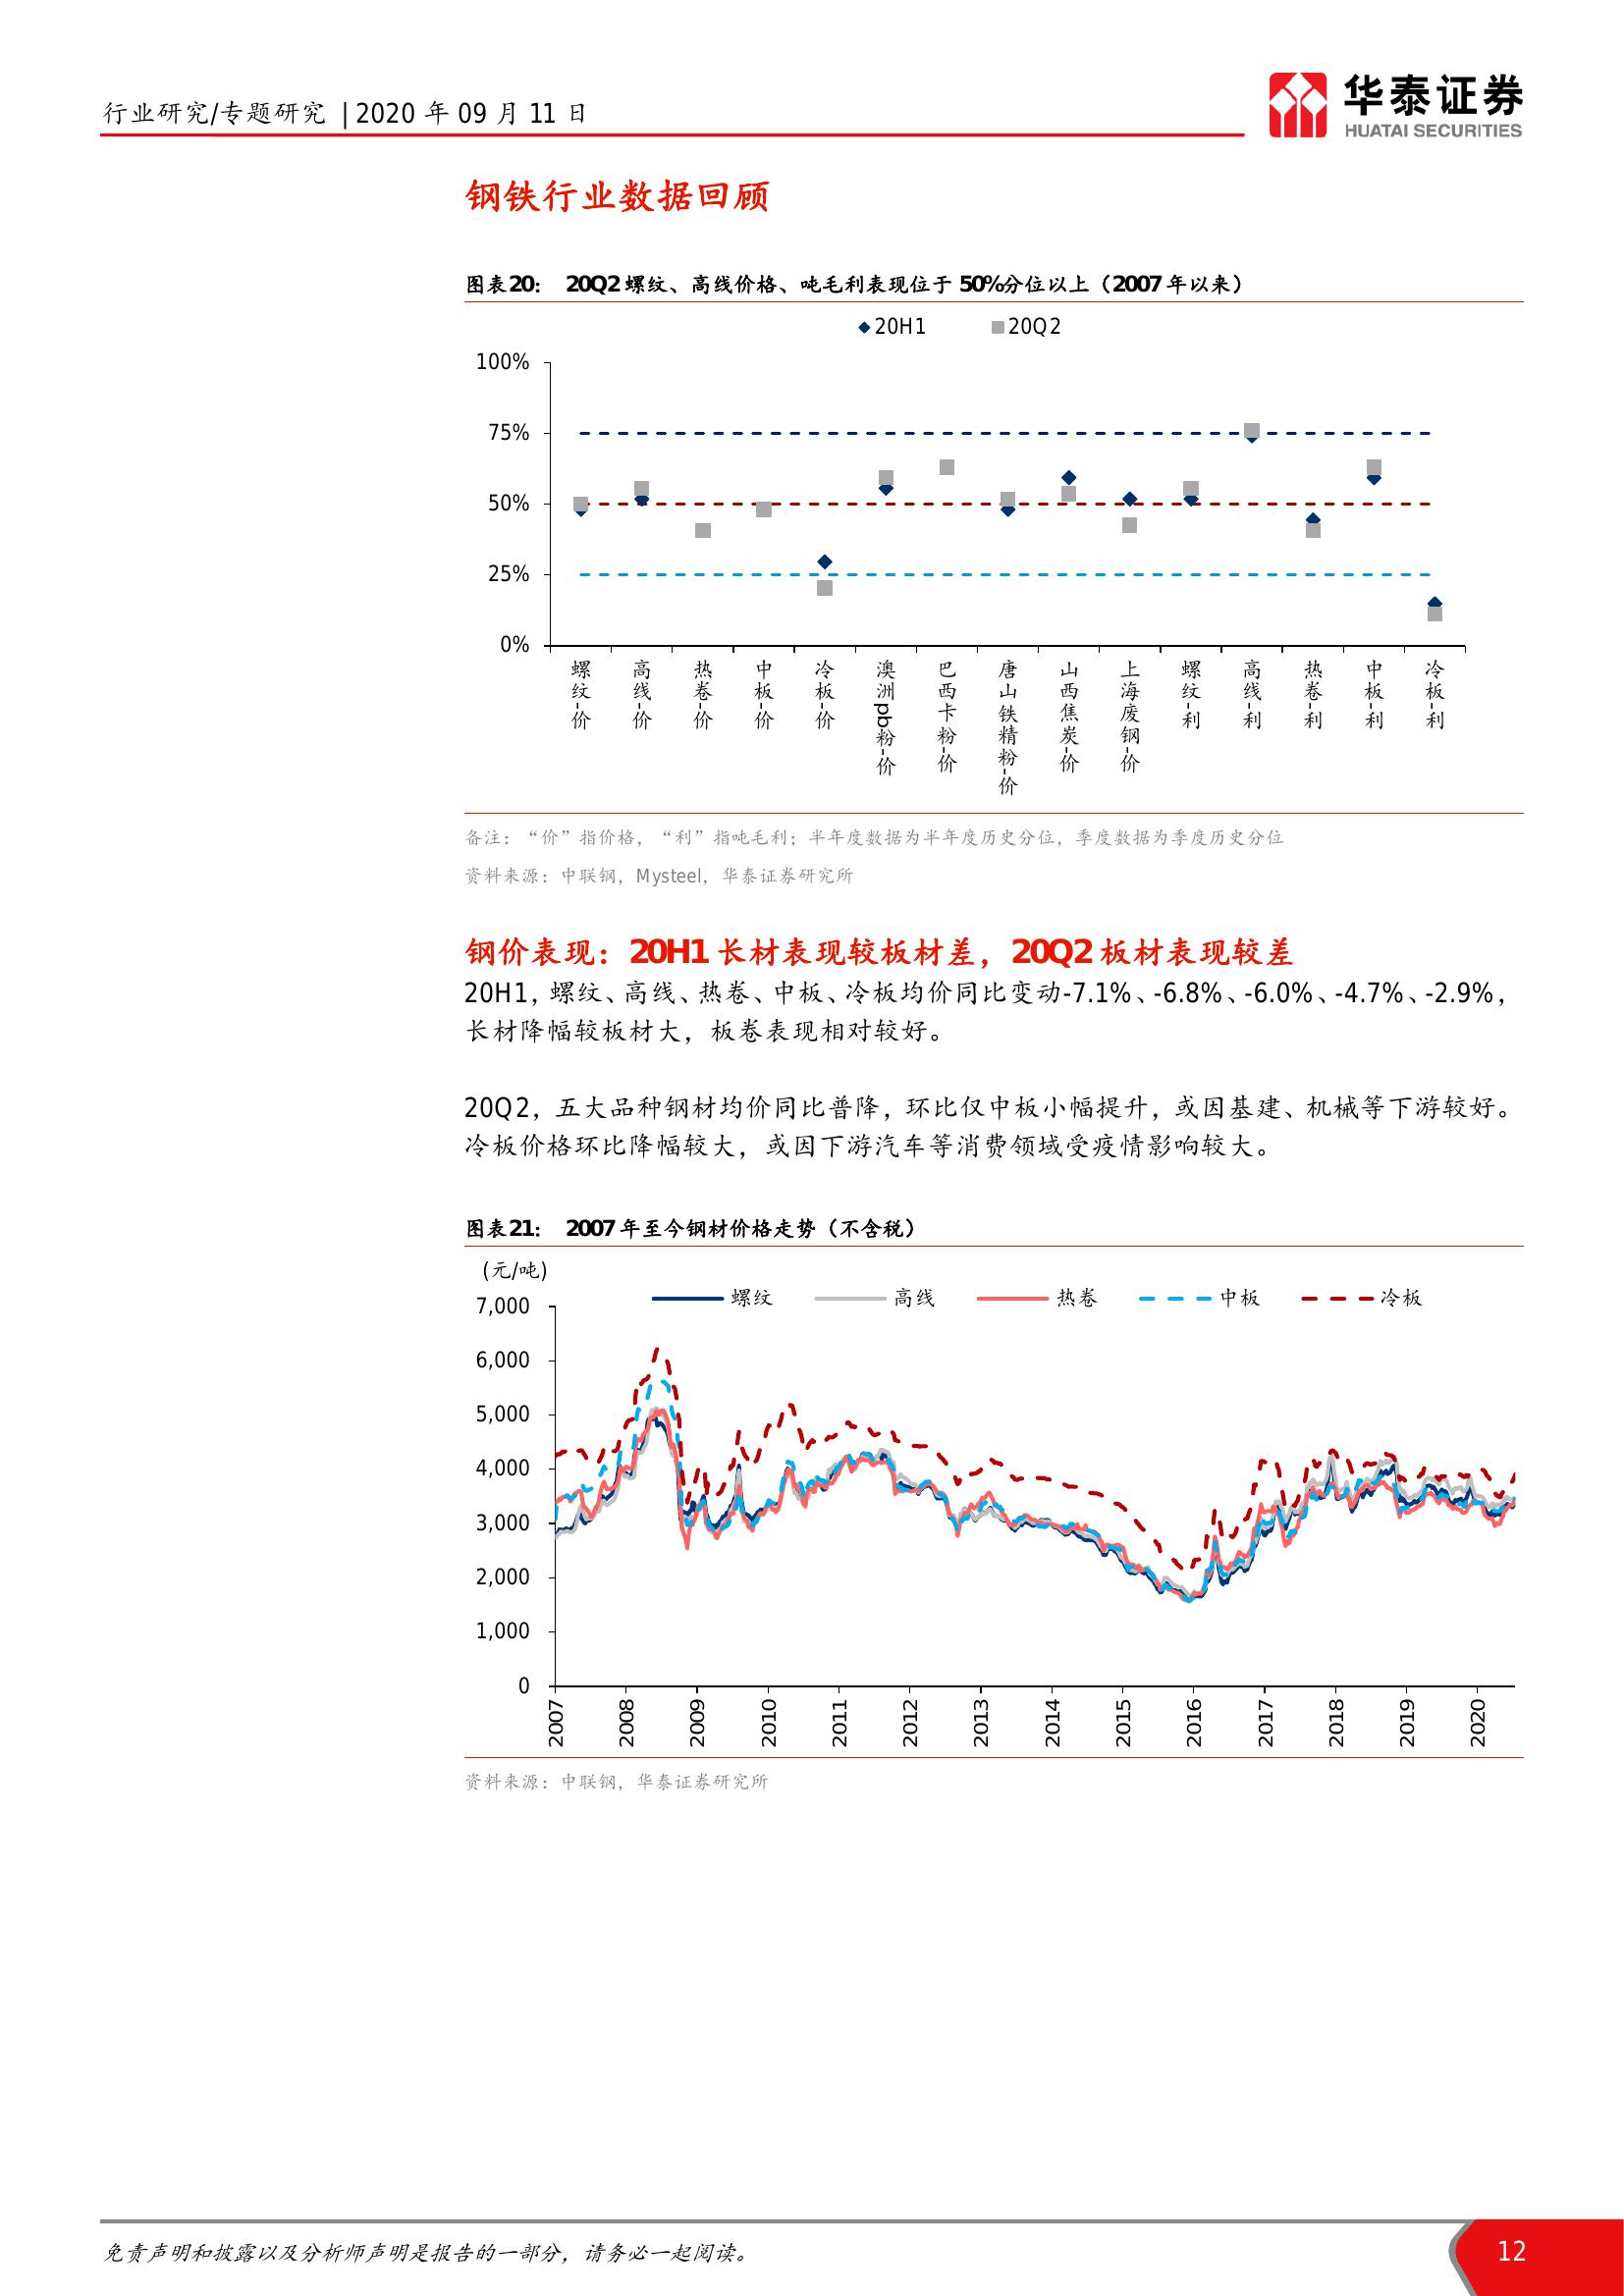 行业研究/专题研究 | 2020 年 09 月 11 日
华泰证券
HUATAI SECURITIES
钢铁行业数据回顾
图表20： 20Q2 螺纹、高线价格、吨毛利表现位于 50%分位以上（2007 年以来）
20H1 20Q2
100%
75%
50%
25%
0%
螺纹-价 高线-价 热卷-价 中板-价 冷板-价 澳洲pb粉-价 巴西卡粉-价 唐山铁精粉-价 山西焦炭-价 上海废钢-价 螺纹-利 高线-利 热卷-利 中板-利 冷板-利
备注：“价”指价格，“利”指吨毛利；半年度数据为半年度历史分位，季度数据为季度历史分位
资料来源：中联钢，Mysteel，华泰证券研究所
钢价表现：20H1 长材表现较板材差，20Q2 板材表现较差
20H1，螺纹、高线、热卷、中板、冷板均价同比变动-7.1%、-6.8%、-6.0%、-4.7%、-2.9%，
长材降幅较板材大，板卷表现相对较好。
20Q2，五大品种钢材均价同比普降，环比仅中板小幅提升，或因基建、机械等下游较好。
冷板价格环比降幅较大，或因下游汽车等消费领域受疫情影响较大。
图表21： 2007 年至今钢材价格走势（不含税）
(元/吨)
螺纹 高线 热卷 中板 冷板
7,000
6,000
5,000
4,000
3,000
2,000
1,000
0
2007 2008 2009 2010 2011 2012 2013 2014 2015 2016 2017 2018 2019 2020
资料来源：中联钢，华泰证券研究所
免责声明和披露以及分析师声明是报告的一部分，请务必一起阅读。
12